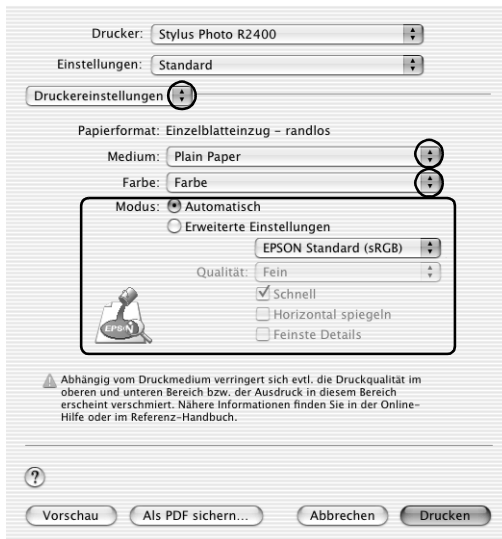 Drucker: Stylus Photo R2400
Einstellungen: Standard
Druckereinstellungen
Papierformat: Einzelblatteinzug – randlos
Medium: Plain Paper
Farbe: Farbe
Modus: Automatisch
Erweiterte Einstellungen
EPSON Standard (sRGB)
Qualität: Fein
Schnell
Horizontal spiegeln
Feinste Details
EPSON
Abhängig vom Druckmedium verringert sich evtl. die Druckqualität im
oberen und unteren Bereich bzw. der Ausdruck in diesem Bereich
erscheint verschmiert. Nähere Informationen finden Sie in der Online-
Hilfe oder im Referenz-Handbuch.
?
Vorschau Als PDF sichern... Abbrechen Drucken